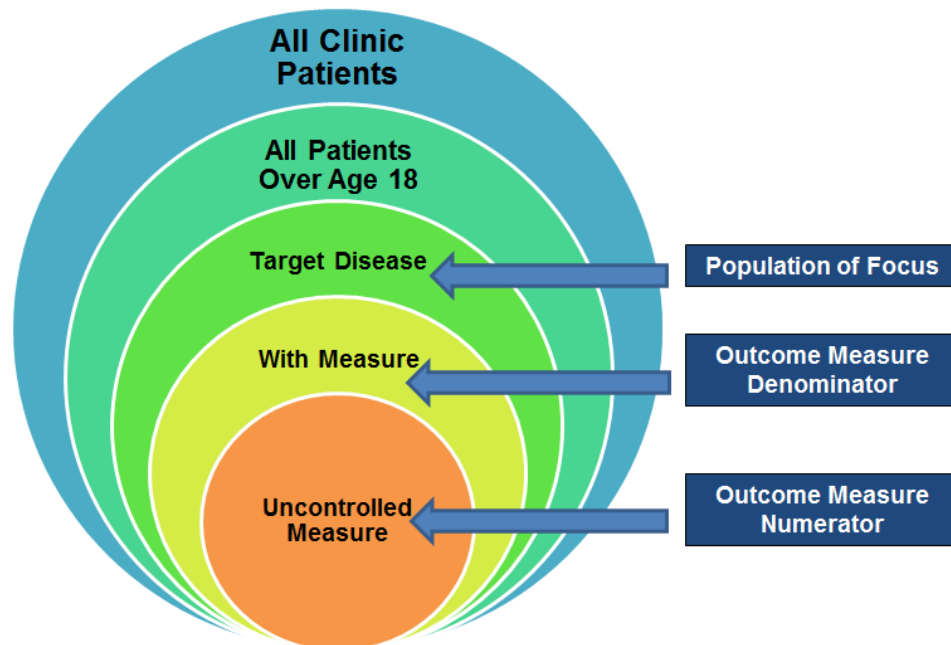 All Clinic
Patients
All Patients
Over Age 18
Target Disease
Population of Focus
With Measure
Outcome Measure
Denominator
Uncontrolled
Measure
Outcome Measure
Numerator